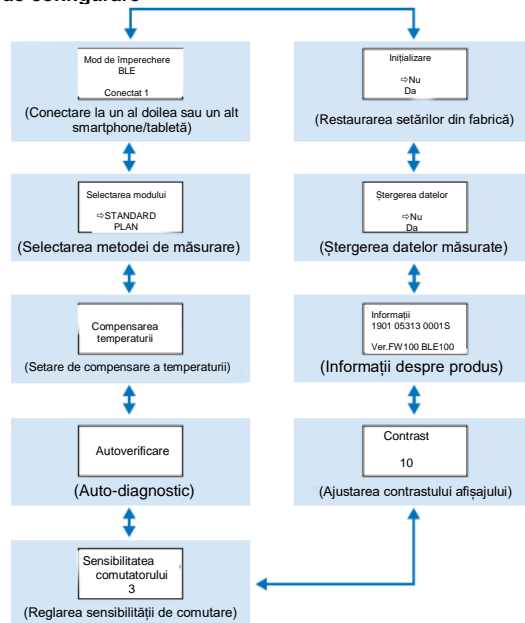 de configurare
Mod de împerechere
BLE
Conectat 1
(Conectare la un al doilea sau un alt
smartphone/tabletă)
Selectarea modului
⇨STANDARD
PLAN
(Selectarea metodei de măsurare)
Compensarea
temperaturii
(Setare de compensare a temperaturii)
Autoverificare
(Auto-diagnostic)
Sensibilitatea
comutatorului
3
(Reglarea sensibilității de comutare)
Inițializare
⇨Nu
Da
(Restaurarea setărilor din fabrică)
Ștergerea datelor
⇨Nu
Da
(Ștergerea datelor măsurate)
Informații
1901 05313 0001S
Ver.FW100 BLE100
(Informații despre produs)
Contrast
10
(Ajustarea contrastului afișajului)